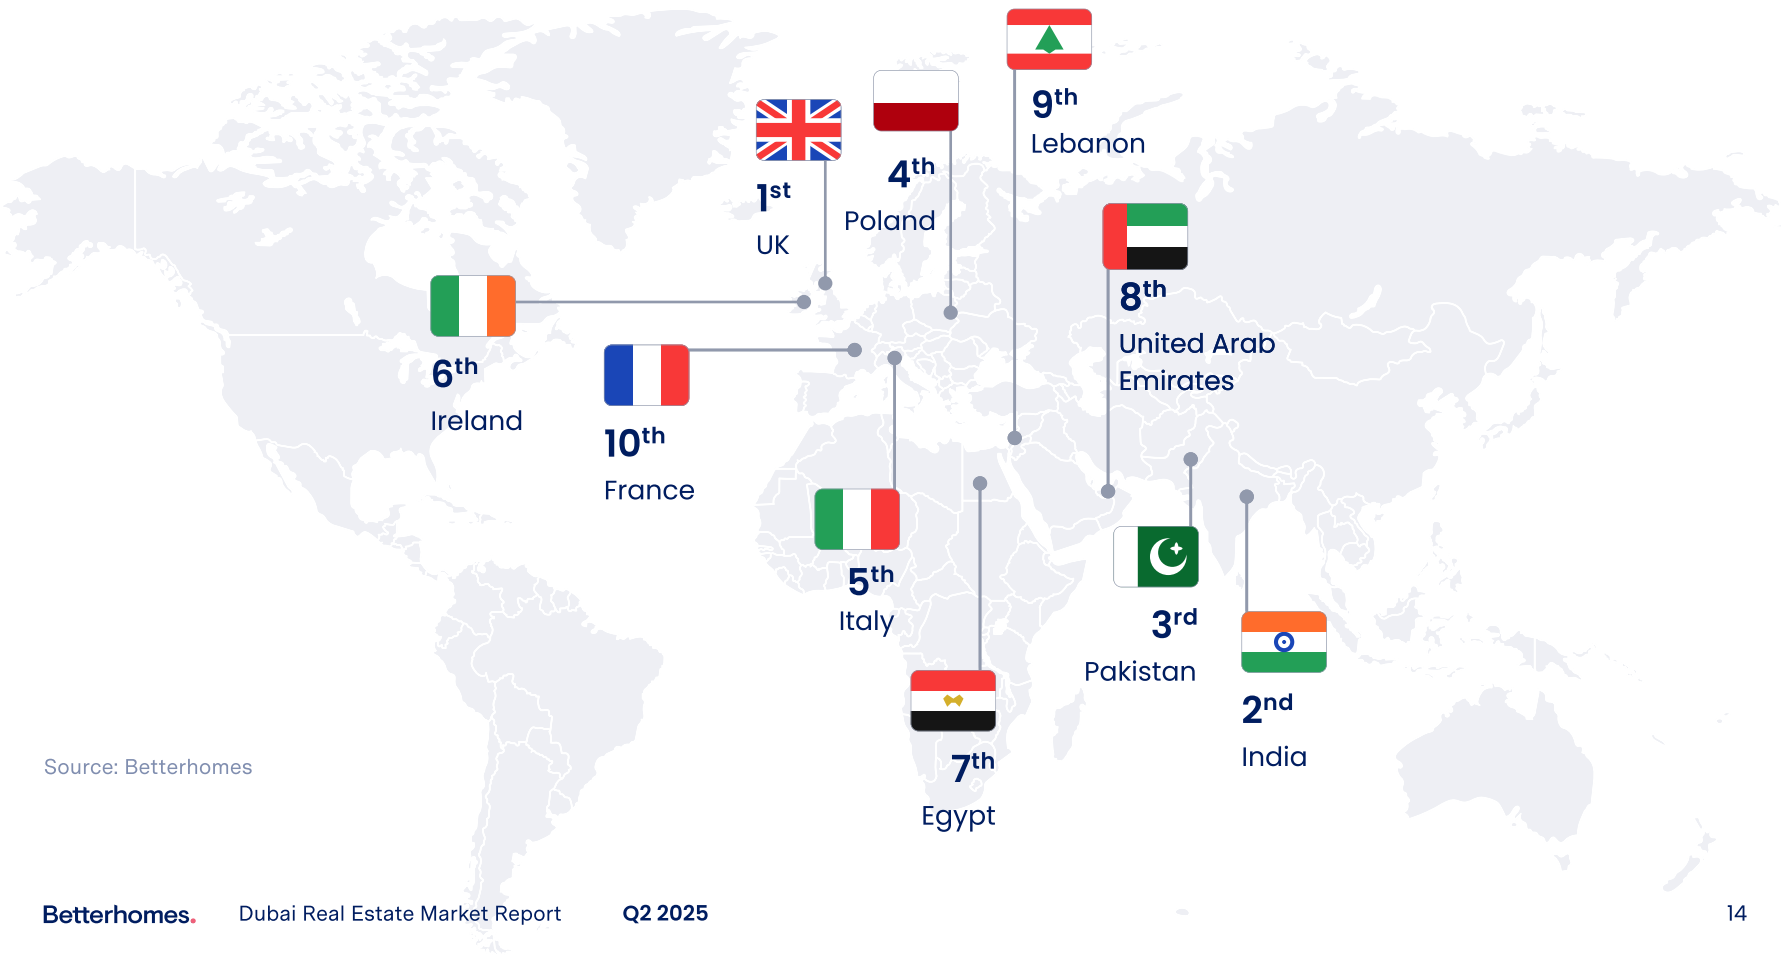 9th
Lebanon
4th
Poland
1st
UK
8th
United Arab
Emirates
6th
Ireland
10th
France
5th
Italy
3rd
Pakistan
2nd
India
7th
Egypt
Source: Betterhomes
Betterhomes.
Dubai Real Estate Market Report
Q2 2025
14